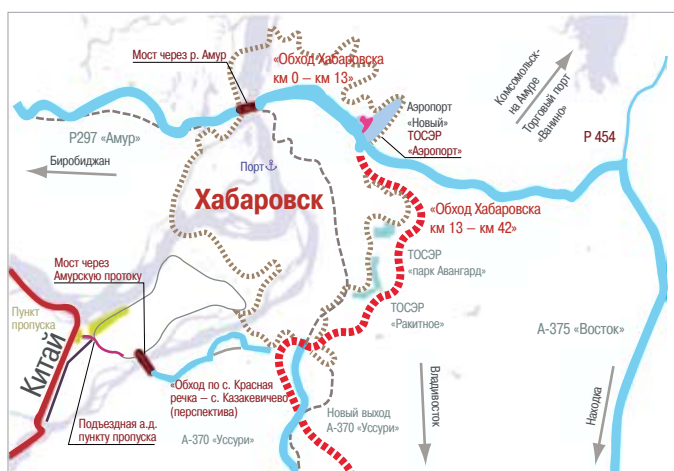 Мост через р. Амур
«Обход Хабаровска
км 0 – км 13»
Комсомольск-
на Амуре
Торговый порт
«Ванино»
Аэропорт
«Новый»
ТОСЭР
«Аэропорт»
Р297 «Амур»
Биробиджан
Р 454
Порт
Хабаровск
«Обход Хабаровска
км 13 – км 42»
Мост через
Амурскую протоку
ТОСЭР
«парк Авангард»
Пункт
пропуска
ТОСЭР
«Ракитное»
А-375 «Восток»
Китай
«Обход по с. Красная
речка – с. Казакевичево
(перспектива)
Владивосток
Находка
Подъездная а.д.
пункту пропуска
Новый выход
А-370 «Уссури»
А-370 «Уссури»